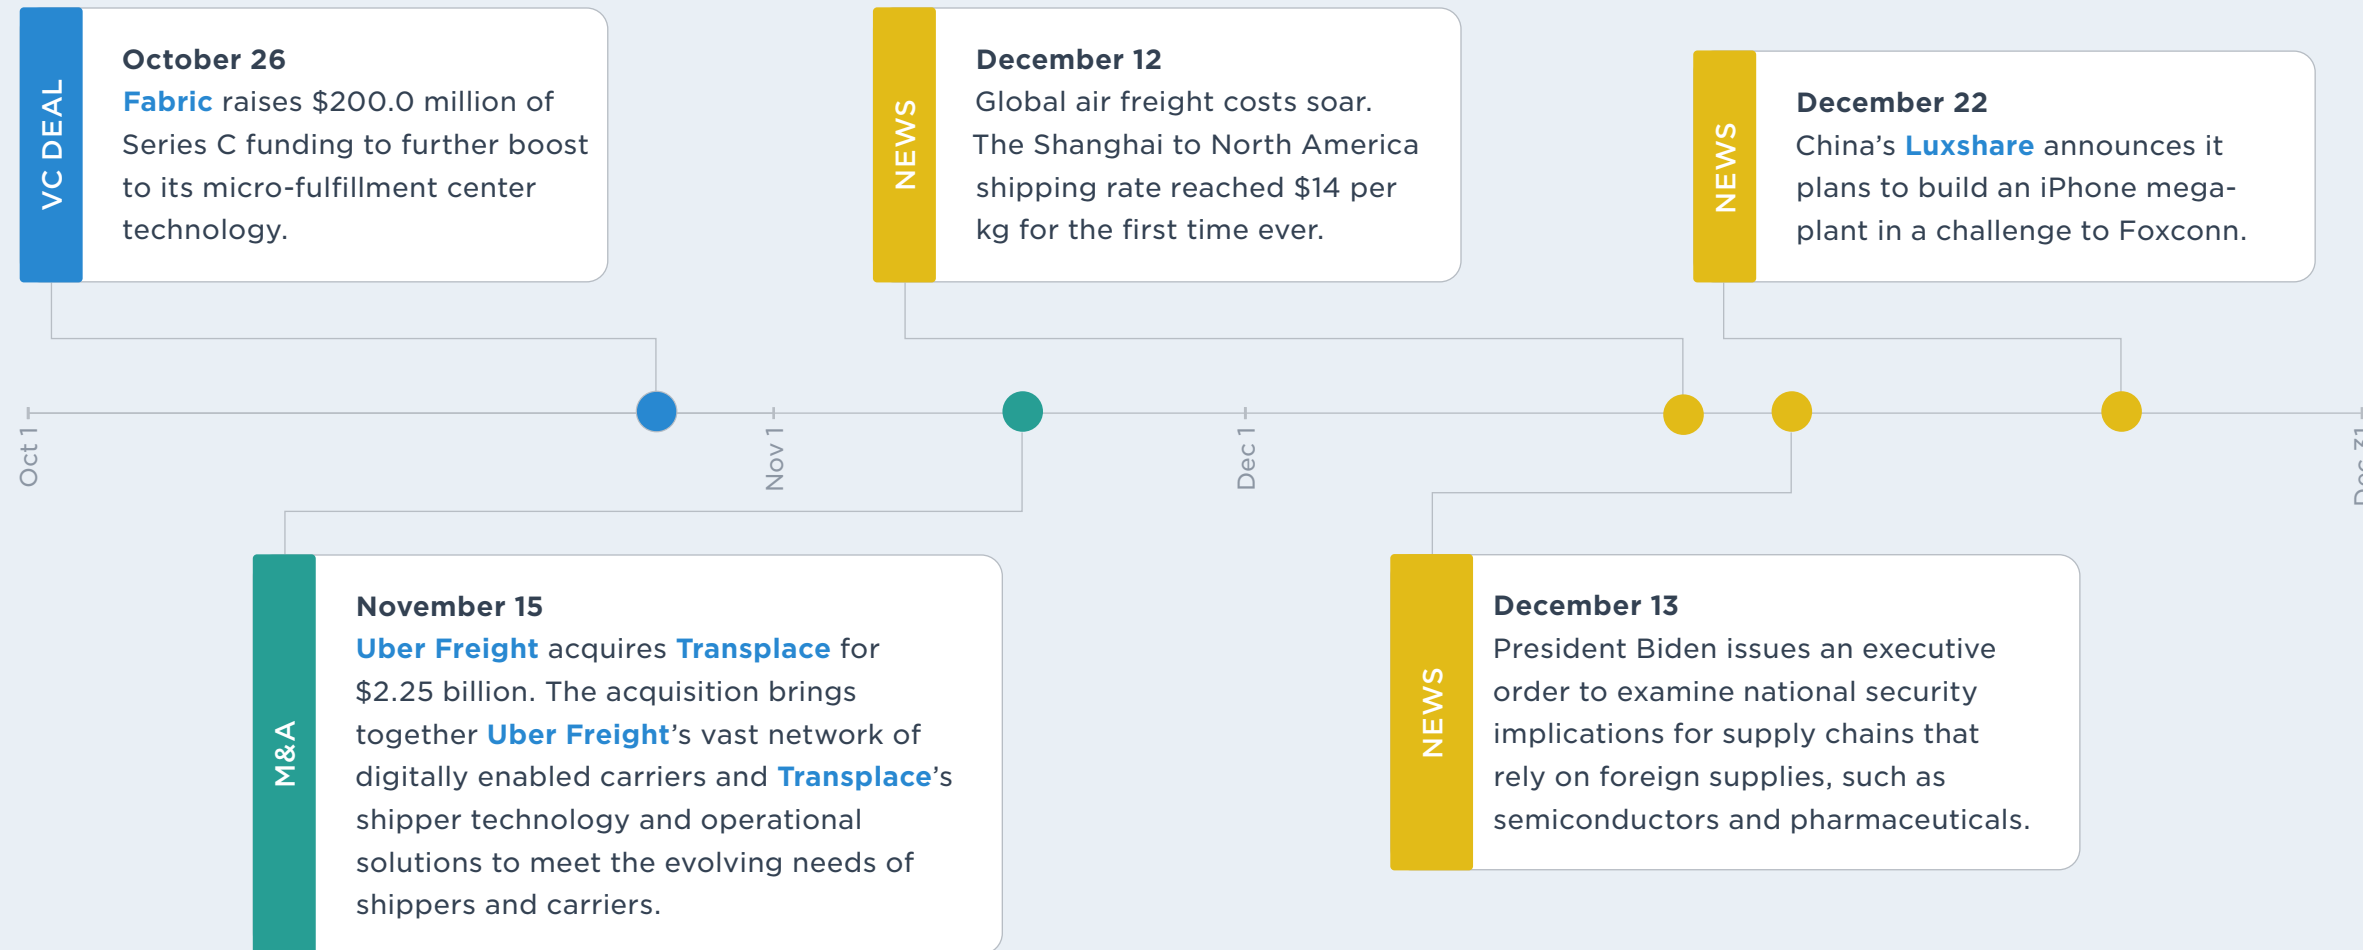 VC DEAL
October 26
Fabric raises $200.0 million of
Series C funding to further boost
to its micro-fulfillment center
technology.
NEWS
December 12
Global air freight costs soar.
The Shanghai to North America
shipping rate reached $14 per
kg for the first time ever.
NEWS
December 22
China’s Luxshare announces it
plans to build an iPhone mega-
plant in a challenge to Foxconn.
Oct 1
Nov 1
Dec 1
Dec 31
M&A
November 15
Uber Freight acquires Transplace for
$2.25 billion. The acquisition brings
together Uber Freight’s vast network of
digitally enabled carriers and Transplace’s
shipper technology and operational
solutions to meet the evolving needs of
shippers and carriers.
NEWS
December 13
President Biden issues an executive
order to examine national security
implications for supply chains that
rely on foreign supplies, such as
semiconductors and pharmaceuticals.